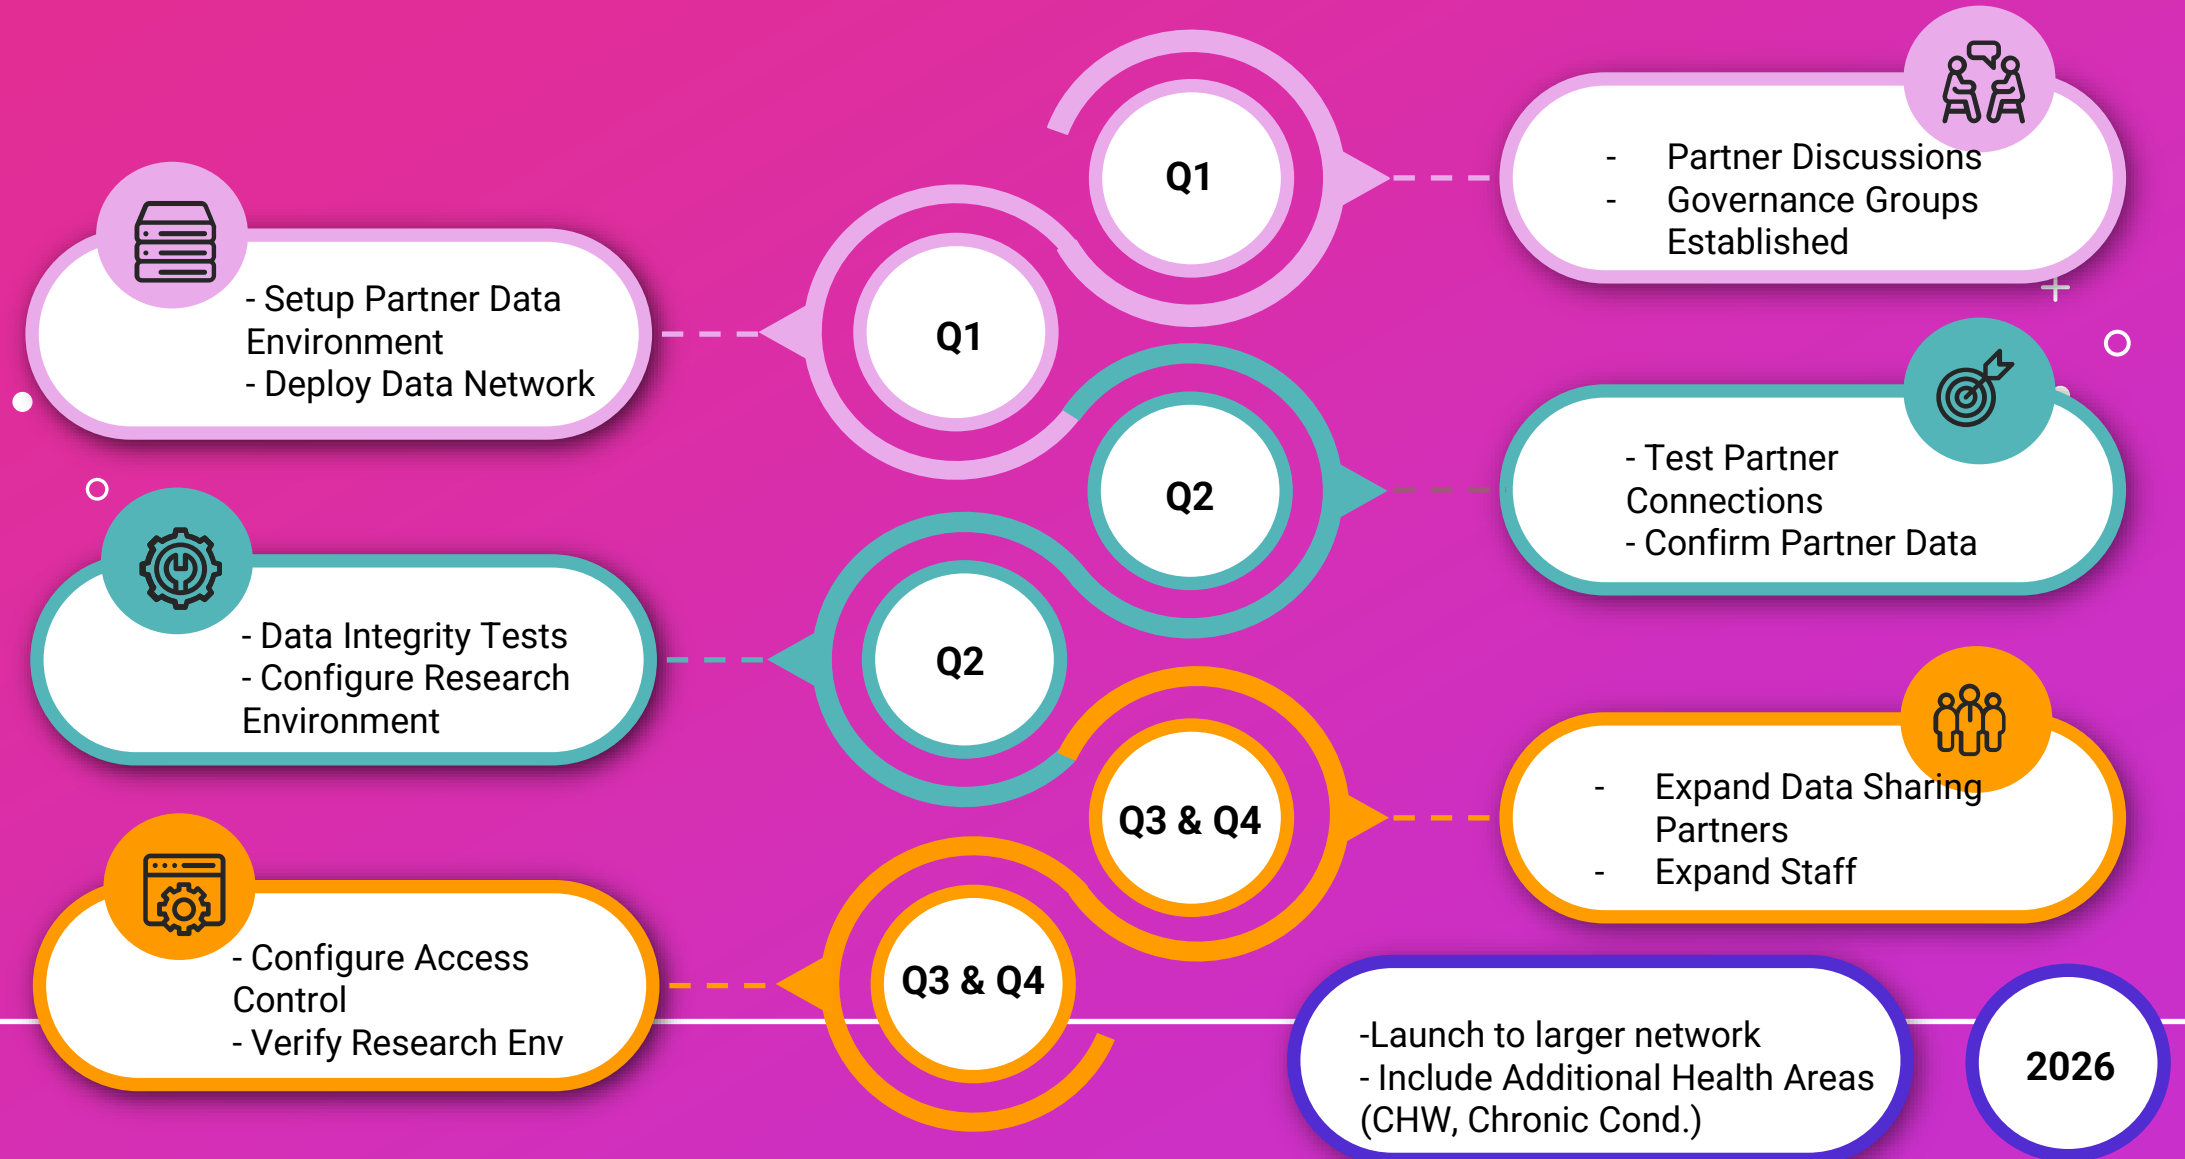 Q1
- Partner Discussions
- Governance Groups
Established
Q1
- Setup Partner Data
Environment
- Deploy Data Network
Q2
- Test Partner
Connections
- Confirm Partner Data
Q2
- Data Integrity Tests
- Configure Research
Environment
Q3 & Q4
- Expand Data Sharing
Partners
- Expand Staff
Q3 & Q4
- Configure Access
Control
- Verify Research Env
-Launch to larger network
- Include Additional Health Areas
(CHW, Chronic Cond.)
2026